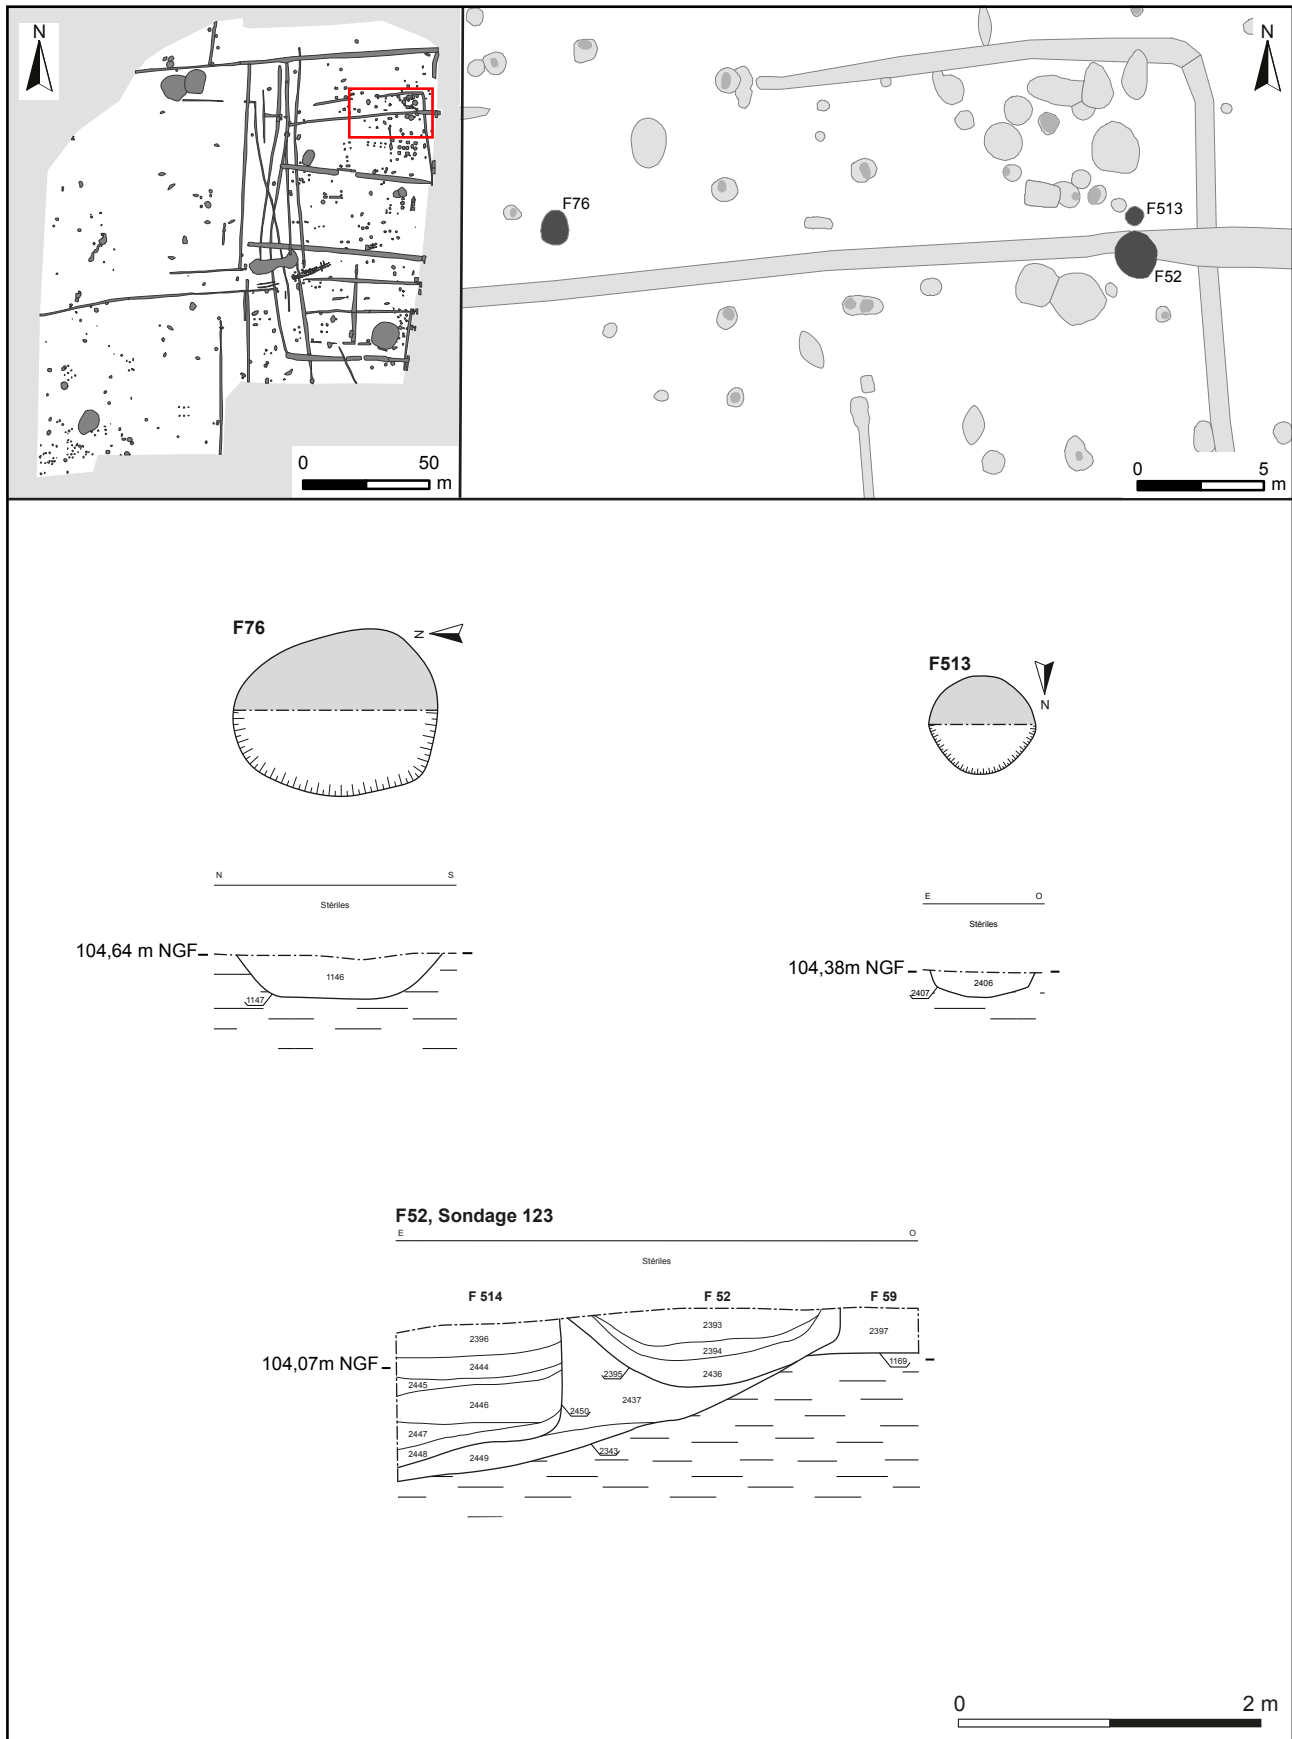 N
0 50
m
N
F76
F513
F52
0 5
m
F76
N
F513
N
N S
Stériles
104,64 m NGF
1146
1147
E O
Stériles
104,38m NGF
2406
2407
F52, Sondage 123
E O
Stériles
F 514 F 52 F 59
2393
2397
2396
2394
104,07m NGF
2444
1169
2395
2436
2445
2446
2437
2450
2447
2343
2448
2449
0 2 m